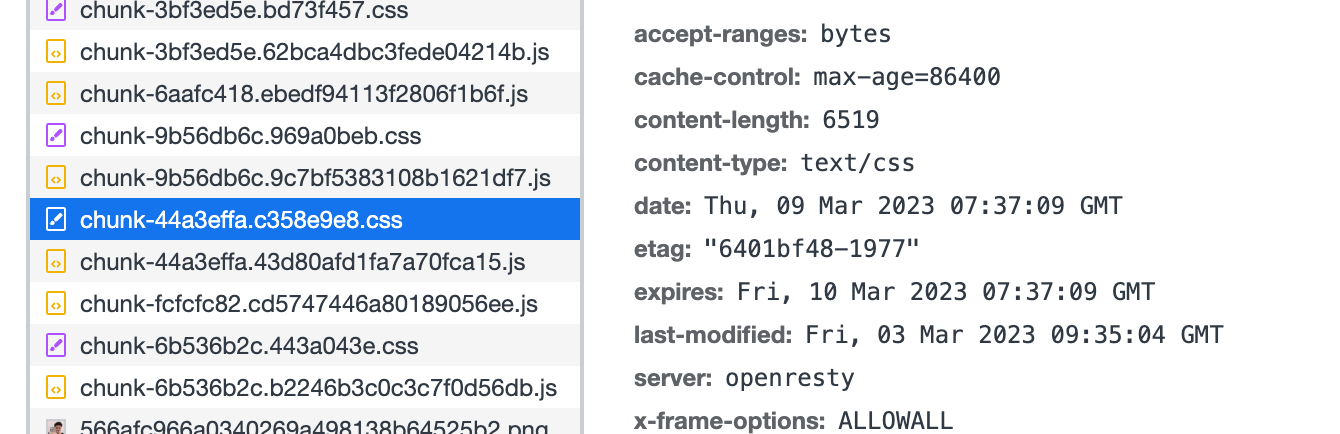 chunk-3bf3ed5e.bd73f457.css
chunk-3bf3ed5e.62bca4dbc3fede04214b.js
chunk-6aafc418.ebedf94113f2806f1b6f.js
chunk-9b56db6c.969a0beb.css
chunk-9b56db6c.9c7bf5383108b1621df7.js
chunk-44a3effa.c358e9e8.css
chunk-44a3effa.43d80afd1fa7a70fca15.js
chunk-fcfcfc82.cd5747446a80189056ee.js
chunk-6b536b2c.443a043e.css
chunk-6b536b2c.b2246b3c0c3c7f0d56db.js
566afc966a0340269a498138b64525b2.png
accept-ranges: bytes
cache-control: max-age=86400
content-length: 6519
content-type: text/css
date: Thu, 09 Mar 2023 07:37:09 GMT
etag: "6401bf48-1977"
expires: Fri, 10 Mar 2023 07:37:09 GMT
last-modified: Fri, 03 Mar 2023 09:35:04 GMT
server: openresty
x-frame-options: ALLOWALL